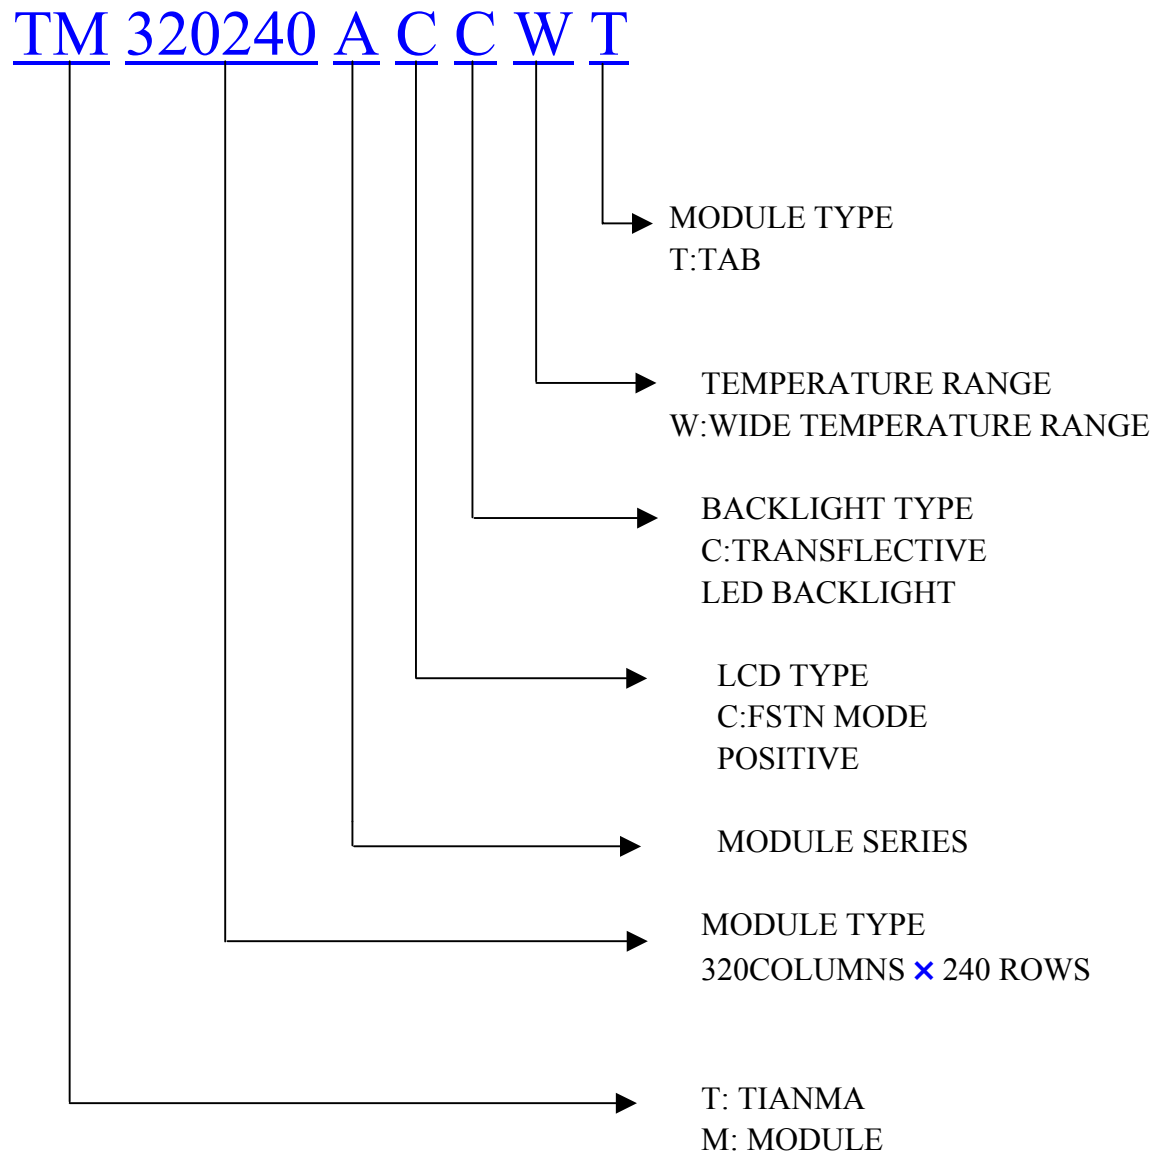 TM 320240 A C C W T
MODULE TYPE
T:TAB
TEMPERATURE RANGE
W:WIDE TEMPERATURE RANGE
BACKLIGHT TYPE
C:TRANSFLECTIVE
LED BACKLIGHT
LCD TYPE
C:FSTN MODE
POSITIVE
MODULE SERIES
MODULE TYPE
320COLUMNS × 240 ROWS
T: TIANMA
M: MODULE